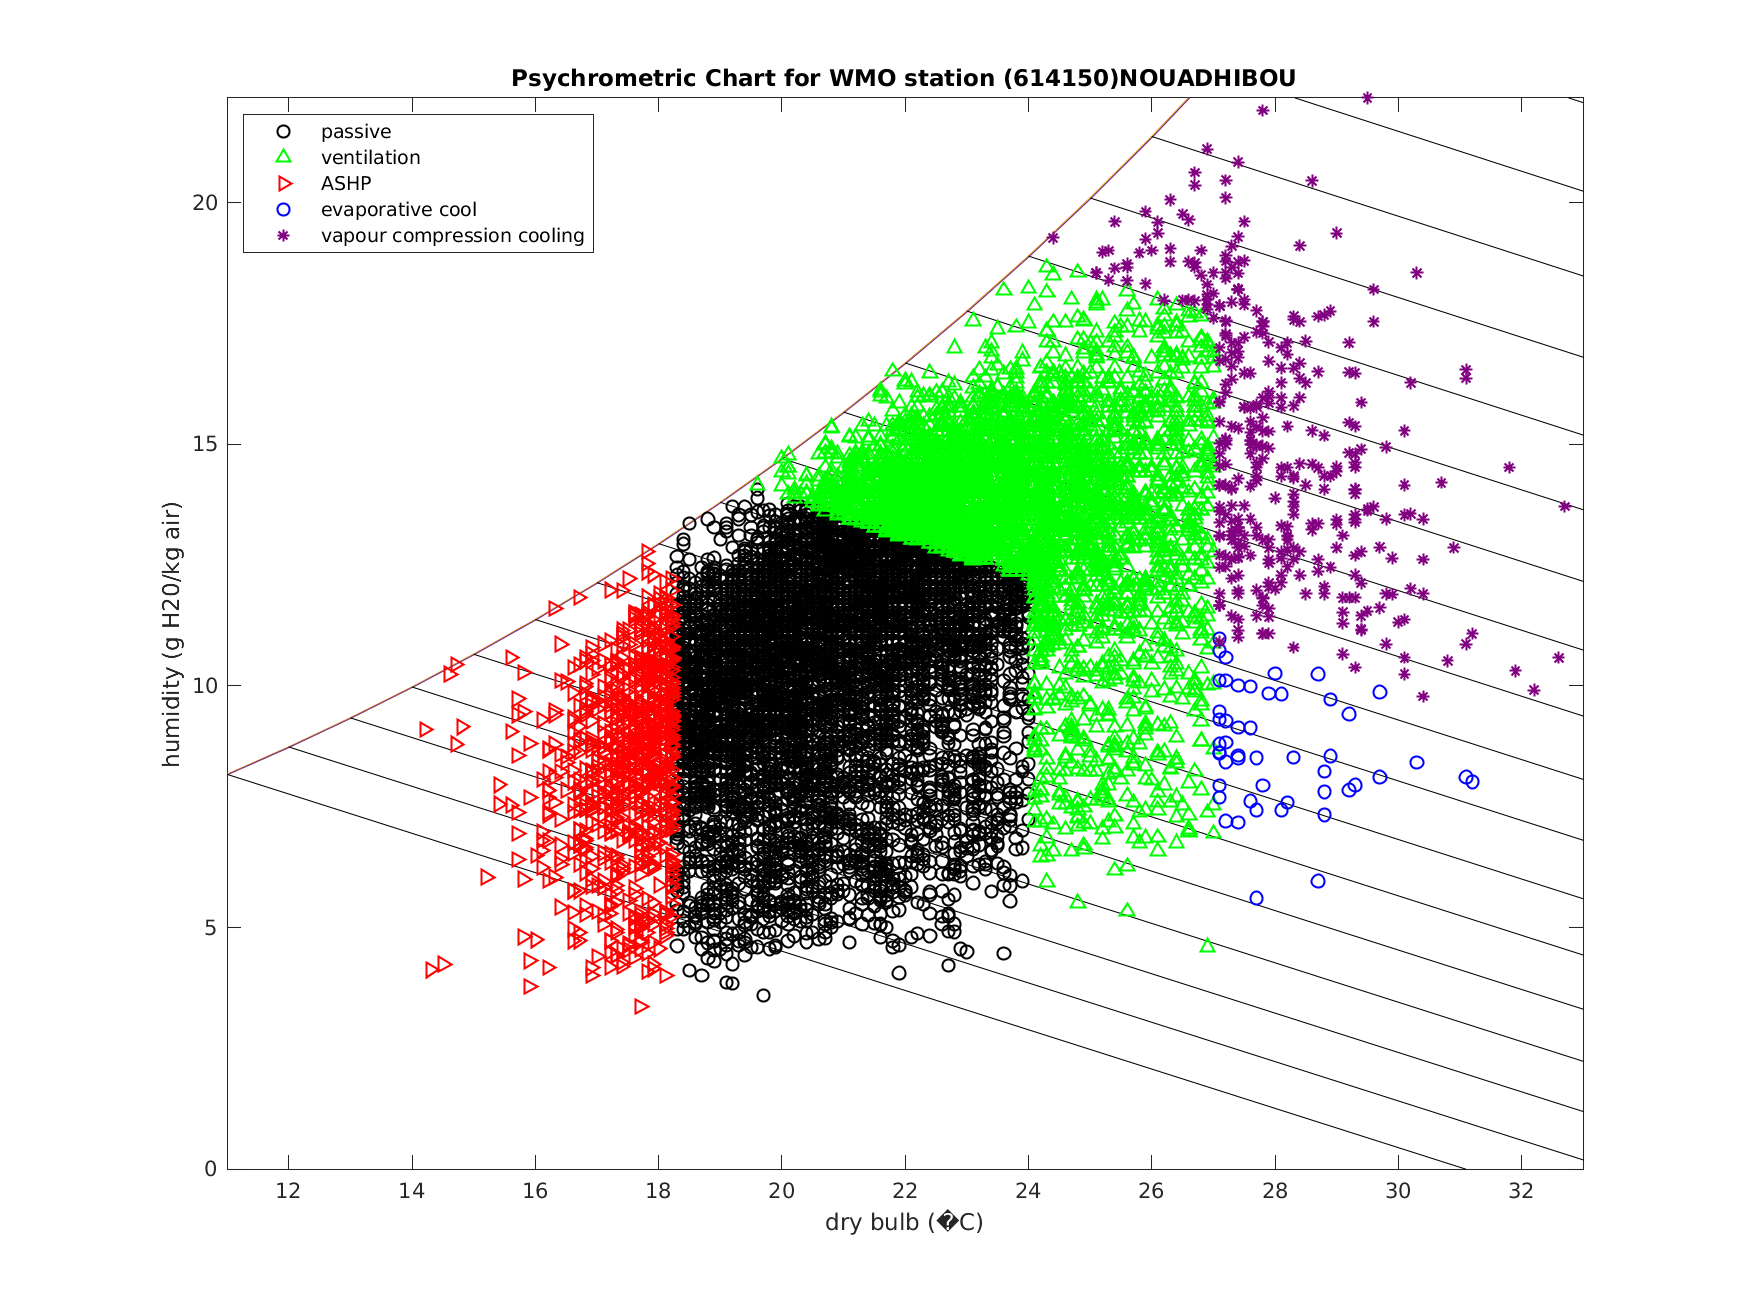 Psychrometric Chart for WMO station (614150)NOUADHIBOU
passive
ventilation
ASHP
evaporative cool
vapour compression cooling
humidity (g H20/kg air)
20
15
10
5
0
12 14 16 18 20 22 24 26 28 30 32
dry bulb (�C)